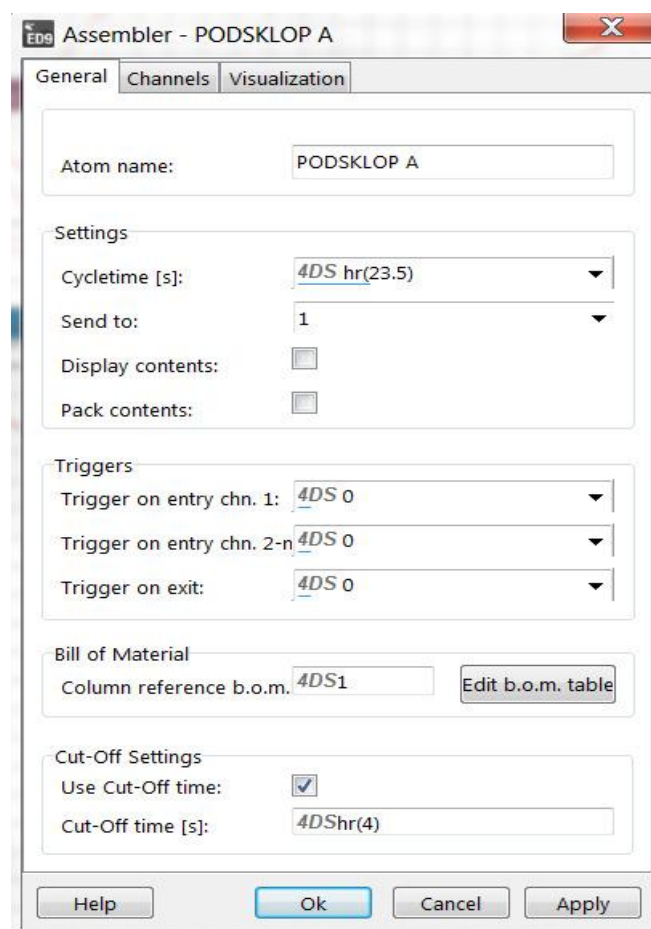 ED9 Assembler - PODSKLOP A
General Channels Visualization
Atom name: PODSKLOP A
Settings
Cycletime [s]: 4DS hr(23.5)
Send to: 1
Display contents:
Pack contents:
Triggers
Trigger on entry chn. 1: 4DS 0
Trigger on entry chn. 2-n 4DS 0
Trigger on exit: 4DS 0
Bill of Material
Column reference b.o.m. 4DS1 Edit b.o.m. table
Cut-Off Settings
Use Cut-Off time:
Cut-Off time [s]: 4DShr(4)
Help Ok Cancel Apply